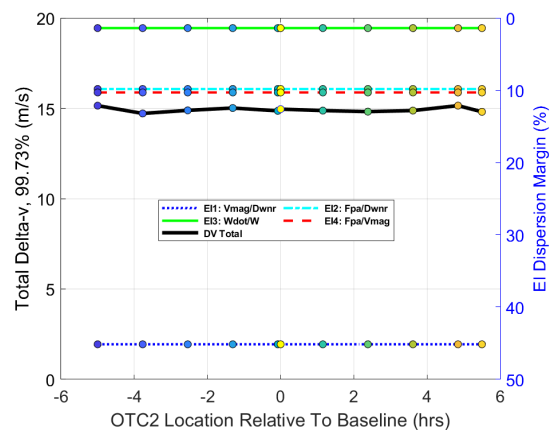 20
15
10
5
0
Total Delta-v, 99.73% (m/s)
0
10
20
30
40
50
EI Dispersion Margin (%)
EI1: Vmag/Dwnr
EI2: Fpa/Dwnr
EI3: Wdot/W
EI4: Fpa/Vmag
DV Total
-6 -4 -2 0 2 4 6
OTC2 Location Relative To Baseline (hrs)